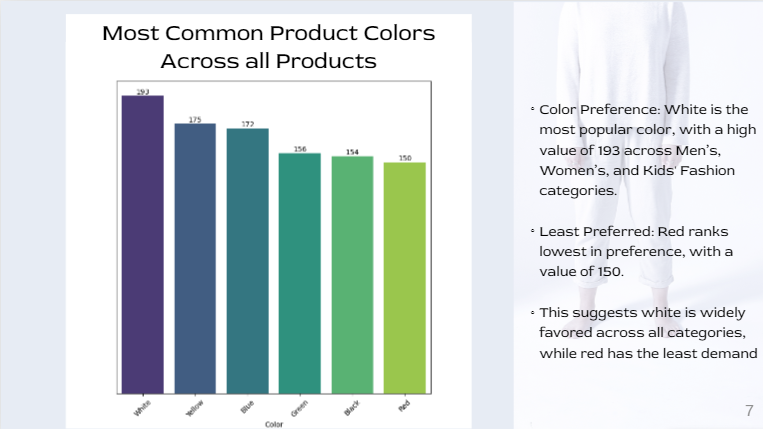 Most Common Product Colors
Across all Products
193
175
172
156
154
150
White
Yellow
Blue
Green
Black
Red
Color
◦ Color Preference: White is the
most popular color, with a high
value of 193 across Men’s,
Women’s, and Kids' Fashion
categories.
◦ Least Preferred: Red ranks
lowest in preference, with a
value of 150.
◦ This suggests white is widely
favored across all categories,
while red has the least demand
7